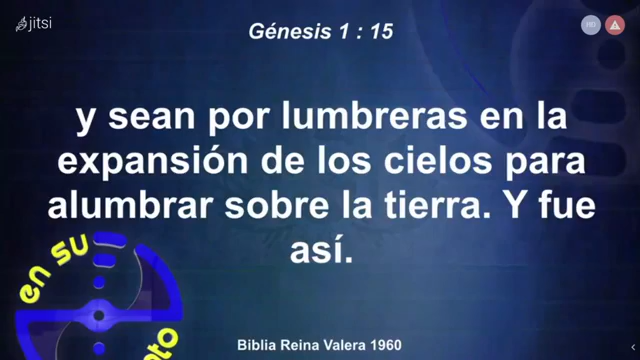 jitsi
HD
Génesis 1 : 15
y sean por lumbreras en la
expansión de los cielos para
alumbrar sobre la tierra. Y fue
así.
en su
Biblia Reina Valera 1960